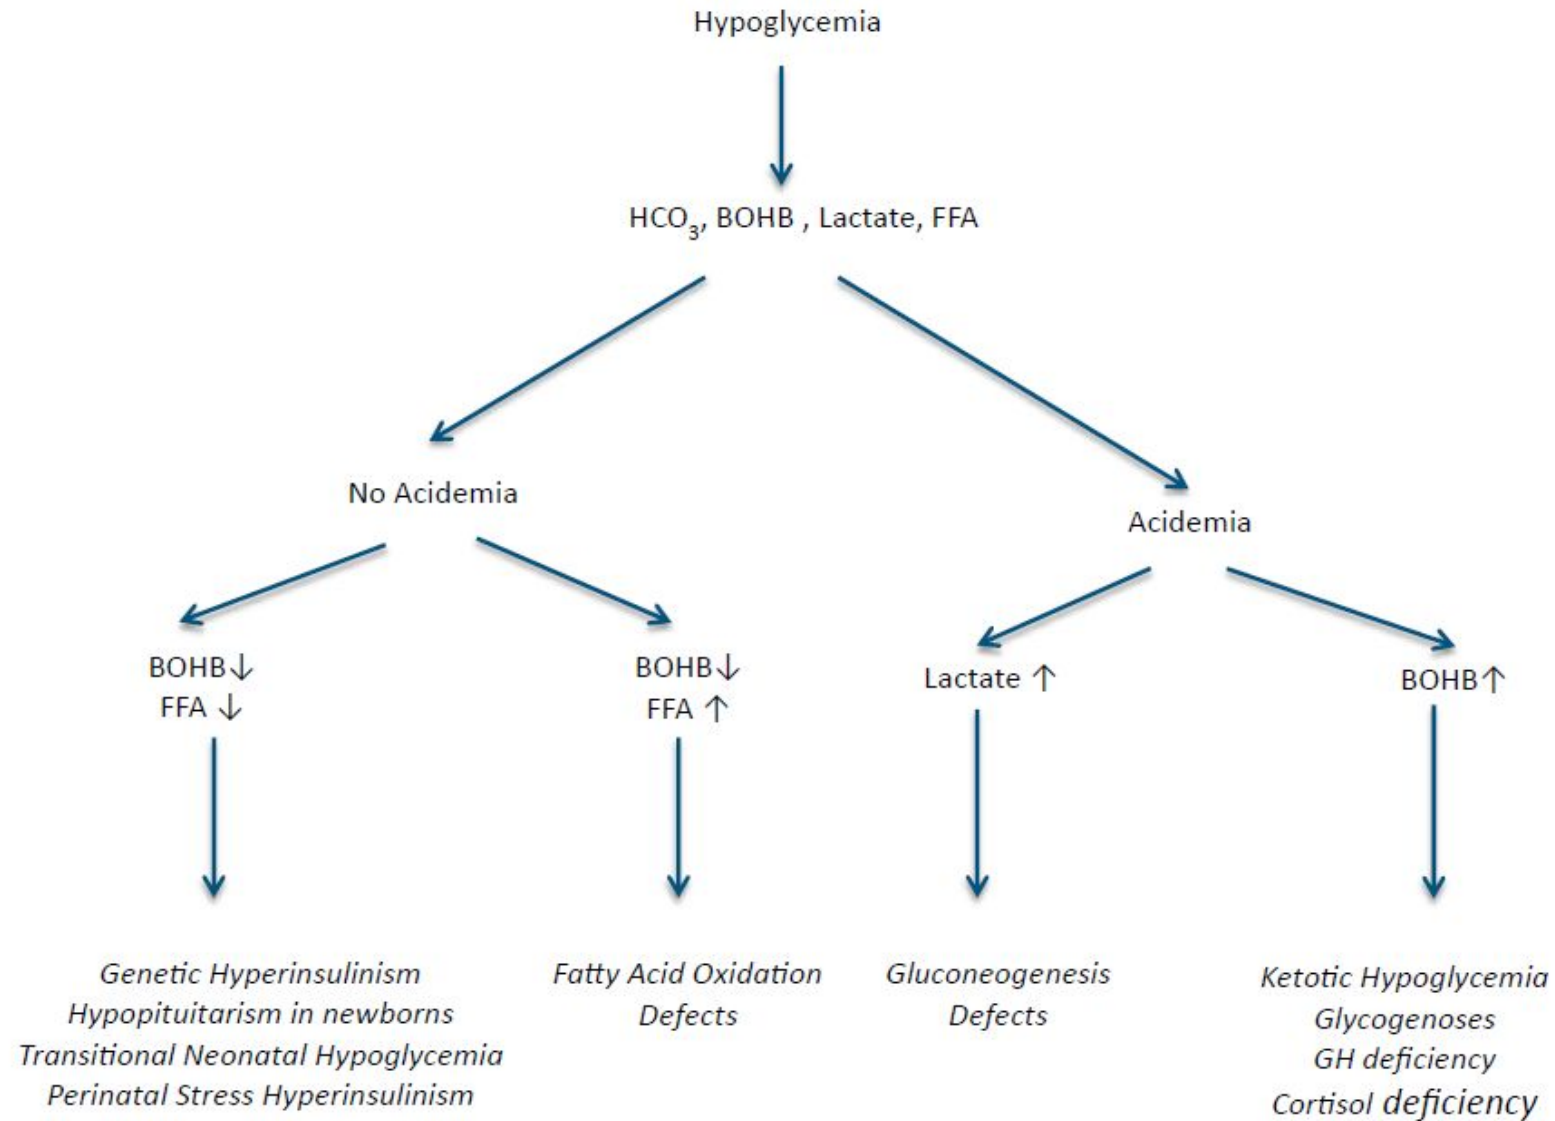 Hypoglycemia
HCO₃, BOHB , Lactate, FFA
No Acidemia
Acidemia
BOHB↓
FFA ↓
BOHB↓
FFA ↑
Lactate ↑
BOHB↑
Genetic Hyperinsulinism
Hypopituitarism in newborns
Transitional Neonatal Hypoglycemia
Perinatal Stress Hyperinsulinism
Fatty Acid Oxidation
Defects
Gluconeogenesis
Defects
Ketotic Hypoglycemia
Glycogenoses
GH deficiency
Cortisol deficiency